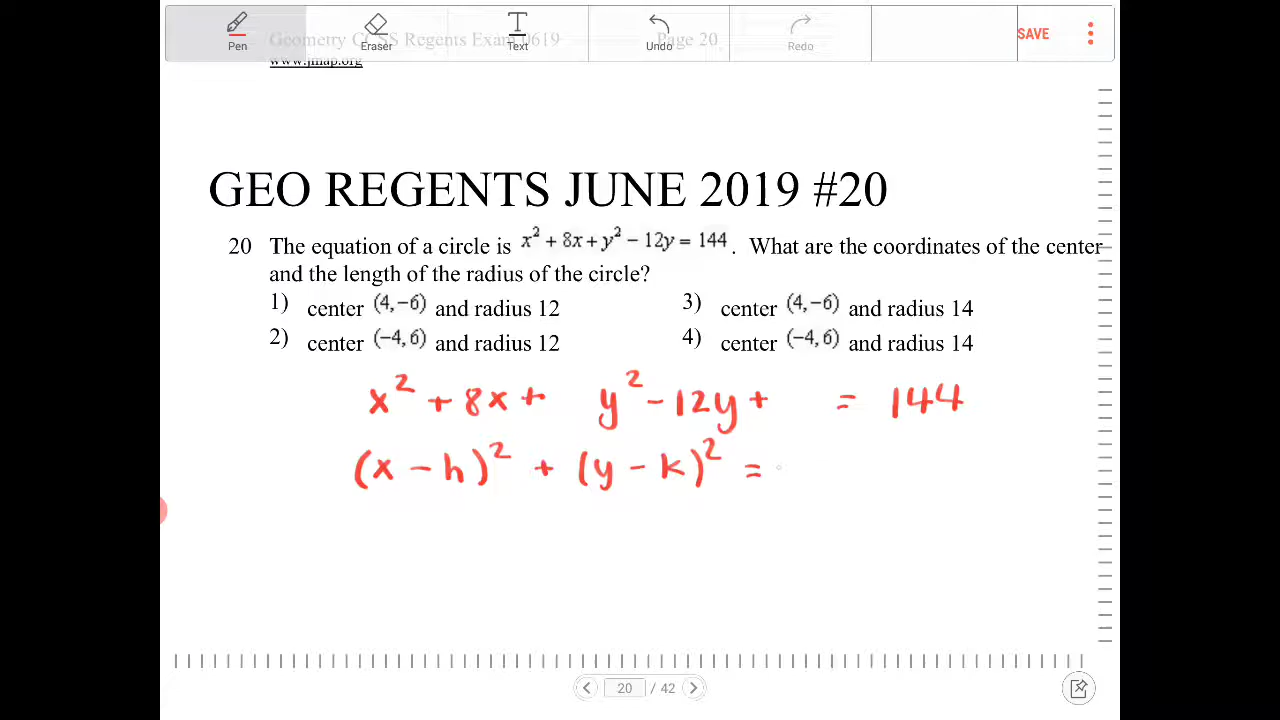 Pen
Eraser
Text
Undo
Redo
SAVE
Geometry CCSS Regents Exam 0619 Page 20
www.jmap.org
GEO REGENTS JUNE 2019 #20
20 The equation of a circle is x² + 8x + y² − 12y = 144. What are the coordinates of the center
and the length of the radius of the circle?
1) center (4,−6) and radius 12
2) center (−4,6) and radius 12
3) center (4,−6) and radius 14
4) center (−4,6) and radius 14
x² + 8x + y² − 12y + = 144
(x − h)² + (y − k)² =
20 / 42